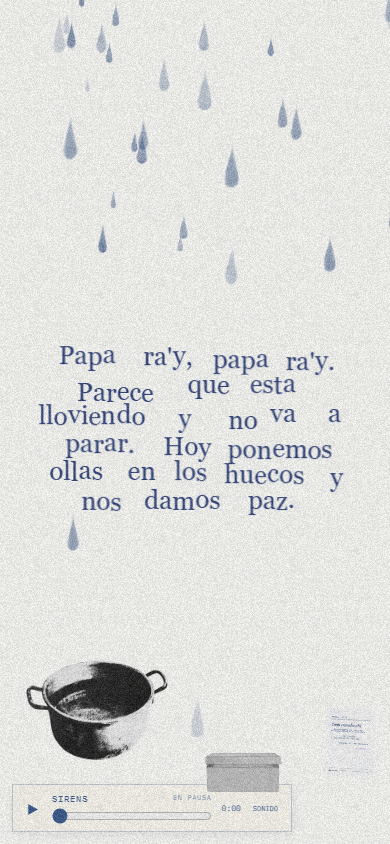 Papa ra'y, papa ra'y.
Parece que esta
lloviendo y no va a
parar. Hoy ponemos
ollas en los huecos y
nos damos paz.
SIRENS
EN PAUSA
0:00
SONIDO